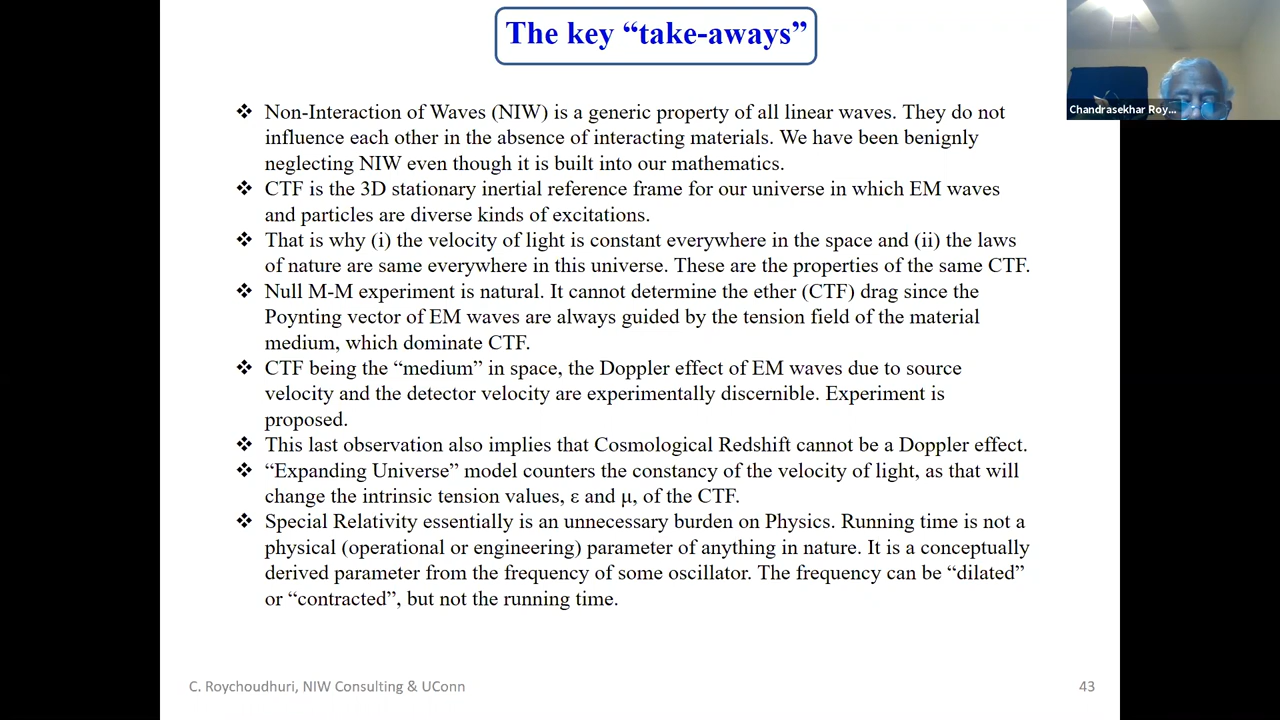 The key “take-aways”
Chandrasekhar Roy...
❖ Non-Interaction of Waves (NIW) is a generic property of all linear waves. They do not
influence each other in the absence of interacting materials. We have been benignly
neglecting NIW even though it is built into our mathematics.
❖ CTF is the 3D stationary inertial reference frame for our universe in which EM waves
and particles are diverse kinds of excitations.
❖ That is why (i) the velocity of light is constant everywhere in the space and (ii) the laws
of nature are same everywhere in this universe. These are the properties of the same CTF.
❖ Null M-M experiment is natural. It cannot determine the ether (CTF) drag since the
Poynting vector of EM waves are always guided by the tension field of the material
medium, which dominate CTF.
❖ CTF being the “medium” in space, the Doppler effect of EM waves due to source
velocity and the detector velocity are experimentally discernible. Experiment is
proposed.
❖ This last observation also implies that Cosmological Redshift cannot be a Doppler effect.
❖ “Expanding Universe” model counters the constancy of the velocity of light, as that will
change the intrinsic tension values, ε and μ, of the CTF.
❖ Special Relativity essentially is an unnecessary burden on Physics. Running time is not a
physical (operational or engineering) parameter of anything in nature. It is a conceptually
derived parameter from the frequency of some oscillator. The frequency can be “dilated”
or “contracted”, but not the running time.
C. Roychoudhuri, NIW Consulting & UConn
43